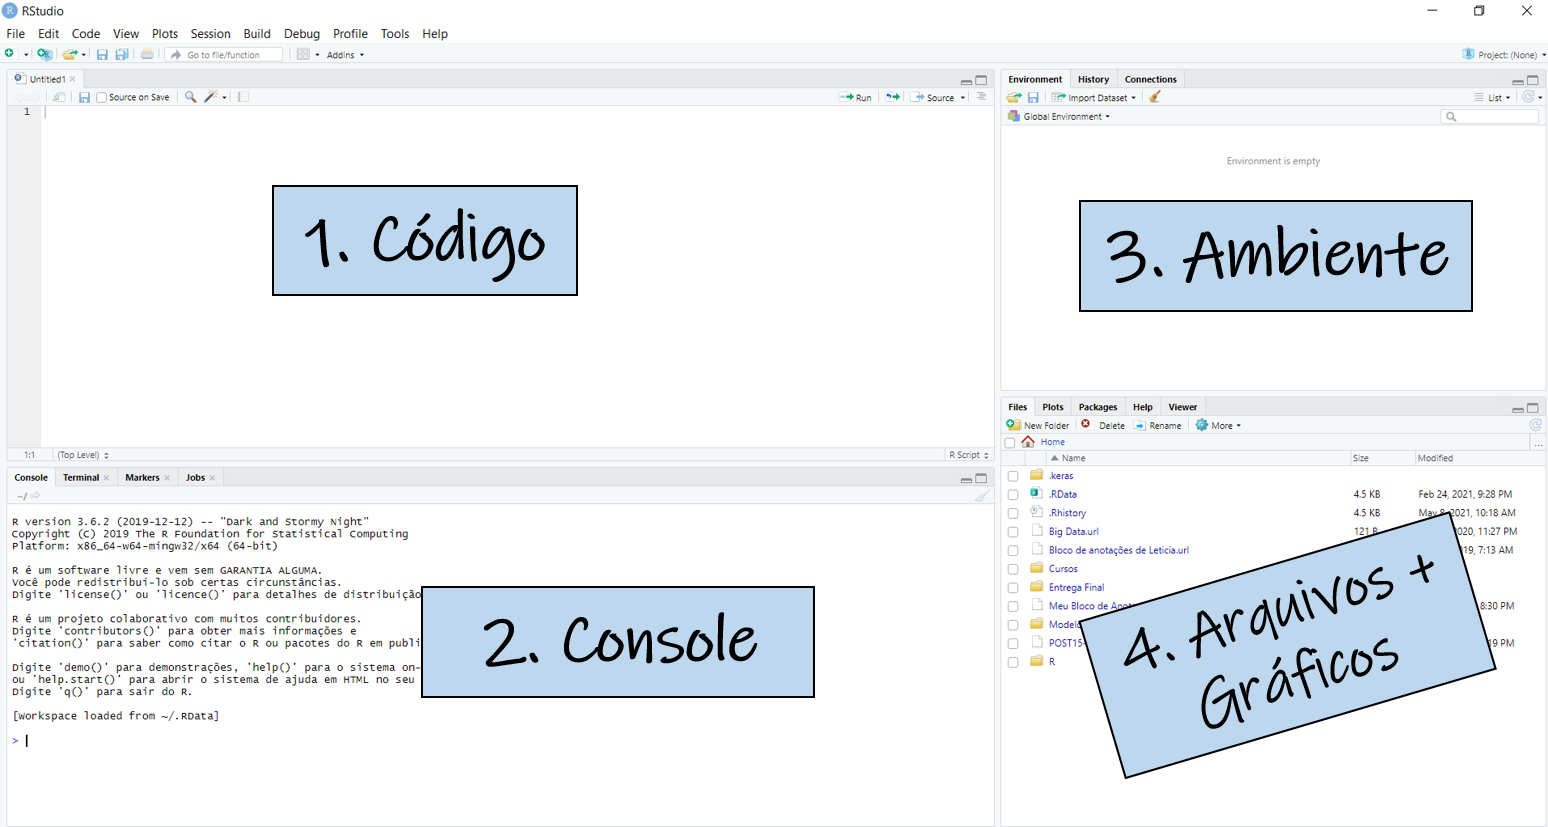 RStudio
File Edit Code View Plots Session Build Debug Profile Tools Help
Go to file/function Addins Project: (None)
Untitled1
Source on Save Run Source
1
1. Código
1:1 (Top Level) R Script
Console Terminal Markers Jobs
~/
R version 3.6.2 (2019-12-12) -- "Dark and Stormy Night"
Copyright (C) 2019 The R Foundation for Statistical Computing
Platform: x86_64-w64-mingw32/x64 (64-bit)
R é um software livre e vem sem GARANTIA ALGUMA.
Você pode redistribuí-lo sob certas circunstâncias.
Digite 'license()' ou 'licence()' para detalhes de distribuição
R é um projeto colaborativo com muitos contribuidores.
Digite 'contributors()' para obter mais informações e
'citation()' para saber como citar o R ou pacotes do R em publi
Digite 'demo()' para demonstrações, 'help()' para o sistema on-
ou 'help.start()' para abrir o sistema de ajuda em HTML no seu
Digite 'q()' para sair do R.
[Workspace loaded from ~/.RData]
>
2. Console
Environment History Connections
Import Dataset List
Global Environment
Environment is empty
3. Ambiente
Files Plots Packages Help Viewer
New Folder Delete Rename More
Home ...
Name Size Modified
.keras
.RData 4.5 KB Feb 24, 2021, 9:28 PM
.Rhistory 4.5 KB May 8, 2021, 10:18 AM
Big Data.url 121 B 2020, 11:27 PM
Bloco de anotações de Leticia.url 19, 7:13 AM
Cursos
Entrega Final
Meu Bloco de Anot 8:30 PM
Modelo
POST15- 19 PM
R
4. Arquivos +
Gráficos